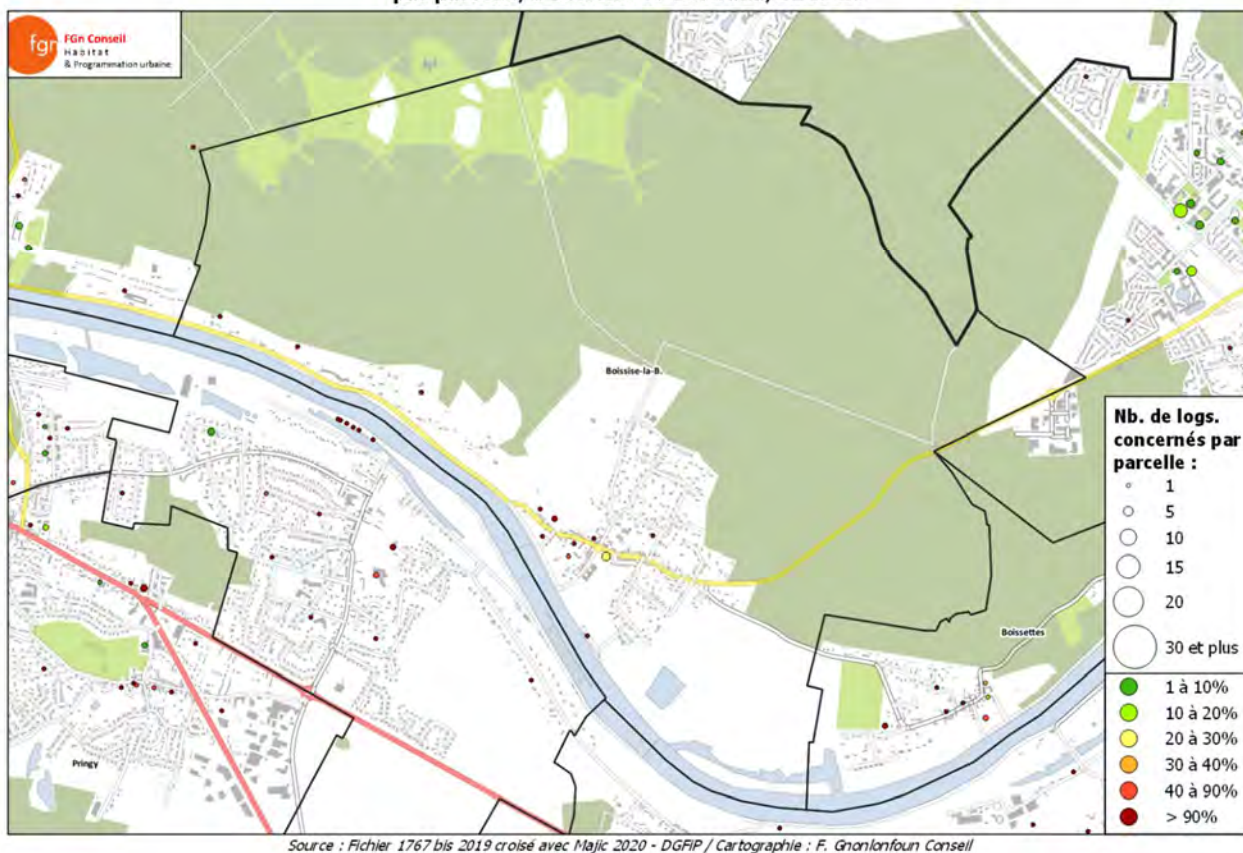 fgn
FGn Conseil
Habitat
& Programmation urbaine
Boissise-la-B.
Boissettes
Pringy
Nb. de logs.
concernés par
parcelle :
1
5
10
15
20
30 et plus
1 à 10%
10 à 20%
20 à 30%
30 à 40%
40 à 90%
> 90%
Source : Fichier 1767 bis 2019 croisé avec Majic 2020 - DGFiP / Cartographie : F. Gnonlonfoun Conseil